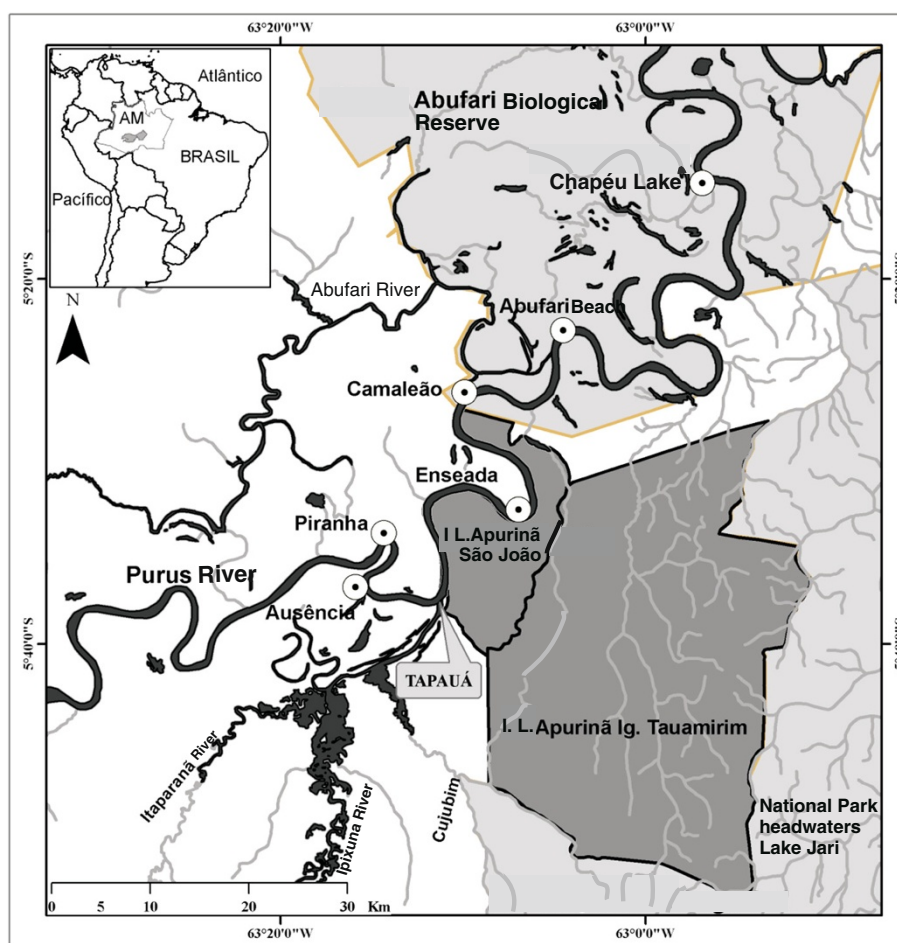 63°20'0"W
63°0'0"W
Atlântico
AM
BRASIL
Pacífico
N
Abufari Biological
Reserve
Chapéu Lake
5°20'0"S
Abufari River
Abufari Beach
Camaleão
Enseada
Piranha
I L.Apurinã
São João
Purus River
Ausência
5°40'0"S
TAPAUÁ
I. L. Apurinã Ig. Tauamirim
Itaparanã River
Ipixuna River
Cujubim
National Park
headwaters
Lake Jari
0 5 10 20 30 Km
63°20'0"W
63°0'0"W